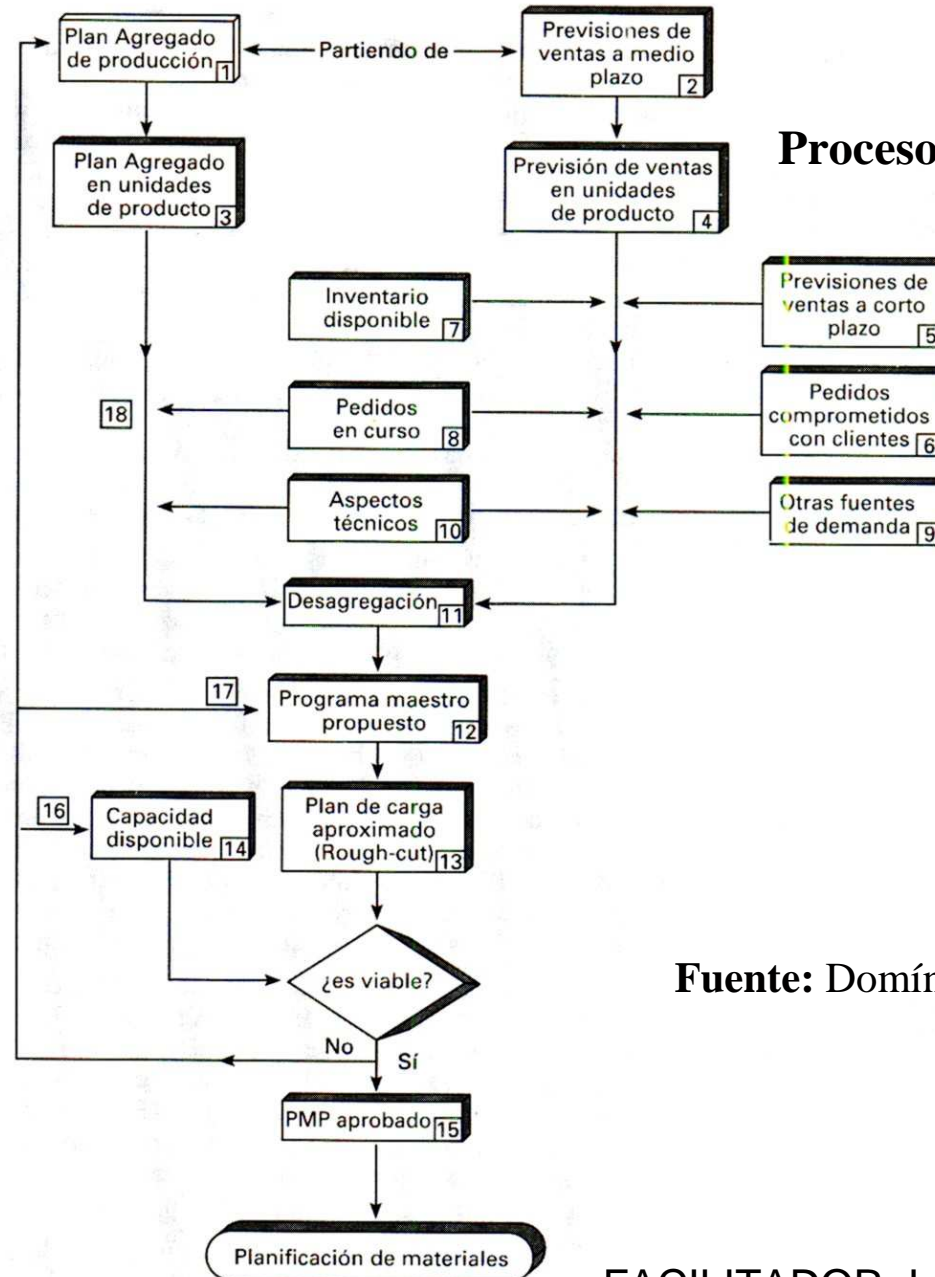 Plan Agregado
de producción
1
Partiendo de
Previsiones de
ventas a medio
plazo
2
Plan Agregado
en unidades
de producto
3
Previsión de ventas
en unidades
de producto
4
Proceso
Inventario
disponible
7
Previsiones de
ventas a corto
plazo
5
18
Pedidos
en curso
8
Pedidos
comprometidos
con clientes
6
Aspectos
técnicos
10
Otras fuentes
de demanda
9
Desagregación
11
17
Programa maestro
propuesto
12
16
Capacidad
disponible
14
Plan de carga
aproximado
(Rough-cut)
13
¿es viable?
No
Sí
Fuente:
PMP aprobado
15
Planificación de materiales
FACILITADOR